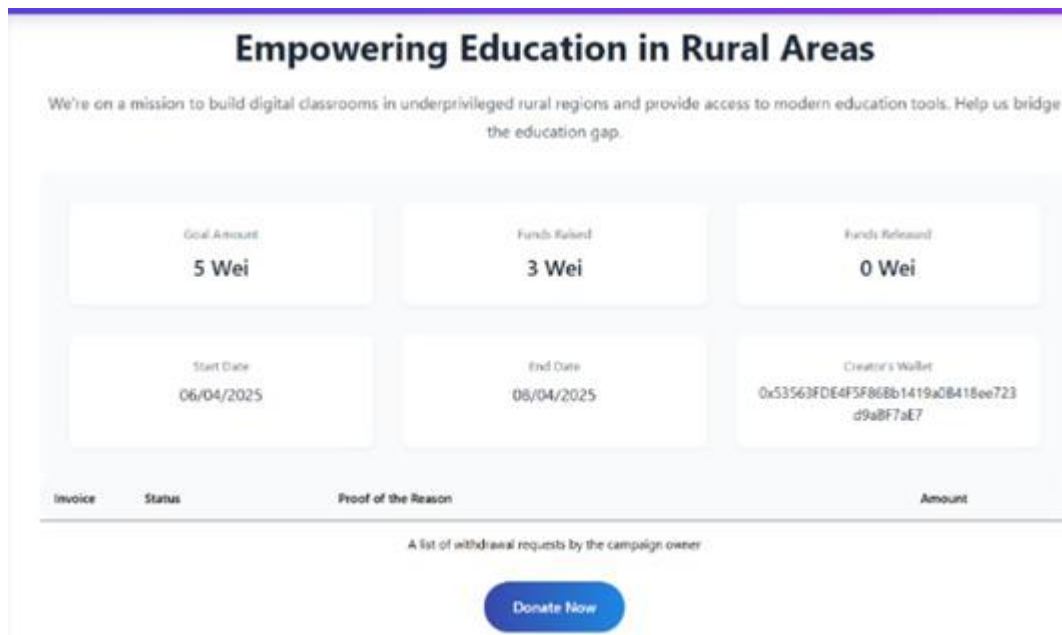 Empowering Education in Rural Areas
We're on a mission to build digital classrooms in underprivileged rural regions and provide access to modern education tools. Help us bridge
the education gap.
Goal Amount
5 Wei
Funds Raised
3 Wei
Funds Released
0 Wei
Start Date
06/04/2025
End Date
08/04/2025
Creator's Wallet
Invoice Status Proof of the Reason Amount
A list of withdrawal requests by the campaign owner
Donate Now